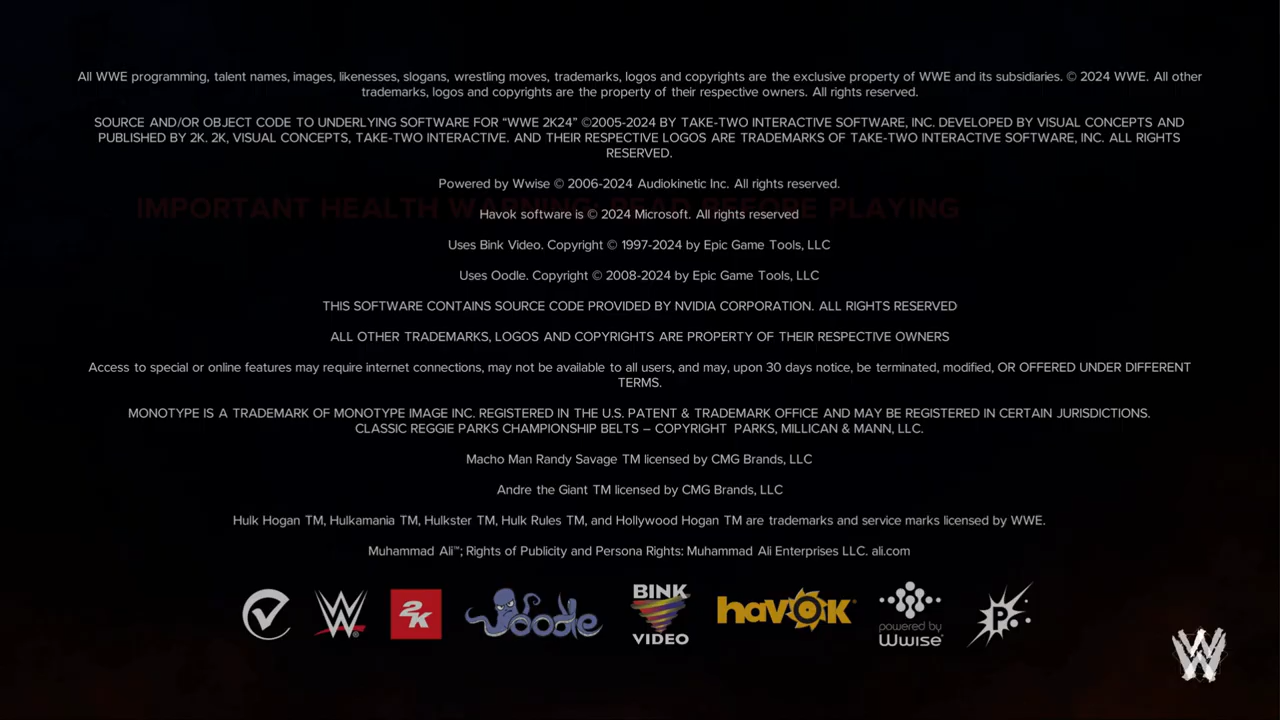 All WWE programming, talent names, images, likenesses, slogans, wrestling moves, trademarks, logos and copyrights are the exclusive property of WWE and its subsidiaries. © 2024 WWE. All other
trademarks, logos and copyrights are the property of their respective owners. All rights reserved.
SOURCE AND/OR OBJECT CODE TO UNDERLYING SOFTWARE FOR “WWE 2K24” ©2005-2024 BY TAKE-TWO INTERACTIVE SOFTWARE, INC. DEVELOPED BY VISUAL CONCEPTS AND
PUBLISHED BY 2K. 2K, VISUAL CONCEPTS, TAKE-TWO INTERACTIVE. AND THEIR RESPECTIVE LOGOS ARE TRADEMARKS OF TAKE-TWO INTERACTIVE SOFTWARE, INC. ALL RIGHTS
RESERVED.
Powered by Wwise © 2006-2024 Audiokinetic Inc. All rights reserved.
IMPORTANT HEALTH WARNING: READ BEFORE PLAYING
Havok software is © 2024 Microsoft. All rights reserved
Uses Bink Video. Copyright © 1997-2024 by Epic Game Tools, LLC
Uses Oodle. Copyright © 2008-2024 by Epic Game Tools, LLC
THIS SOFTWARE CONTAINS SOURCE CODE PROVIDED BY NVIDIA CORPORATION. ALL RIGHTS RESERVED
ALL OTHER TRADEMARKS, LOGOS AND COPYRIGHTS ARE PROPERTY OF THEIR RESPECTIVE OWNERS
Access to special or online features may require internet connections, may not be available to all users, and may, upon 30 days notice, be terminated, modified, OR OFFERED UNDER DIFFERENT
TERMS.
MONOTYPE IS A TRADEMARK OF MONOTYPE IMAGE INC. REGISTERED IN THE U.S. PATENT & TRADEMARK OFFICE AND MAY BE REGISTERED IN CERTAIN JURISDICTIONS.
CLASSIC REGGIE PARKS CHAMPIONSHIP BELTS – COPYRIGHT PARKS, MILLICAN & MANN, LLC.
Macho Man Randy Savage TM licensed by CMG Brands, LLC
Andre the Giant TM licensed by CMG Brands, LLC
Hulk Hogan TM, Hulkamania TM, Hulkster TM, Hulk Rules TM, and Hollywood Hogan TM are trademarks and service marks licensed by WWE.
Muhammad Ali™; Rights of Publicity and Persona Rights: Muhammad Ali Enterprises LLC. ali.com
W
2K
oodle
BINK
VIDEO
havok®
powered by
wwise
P
W